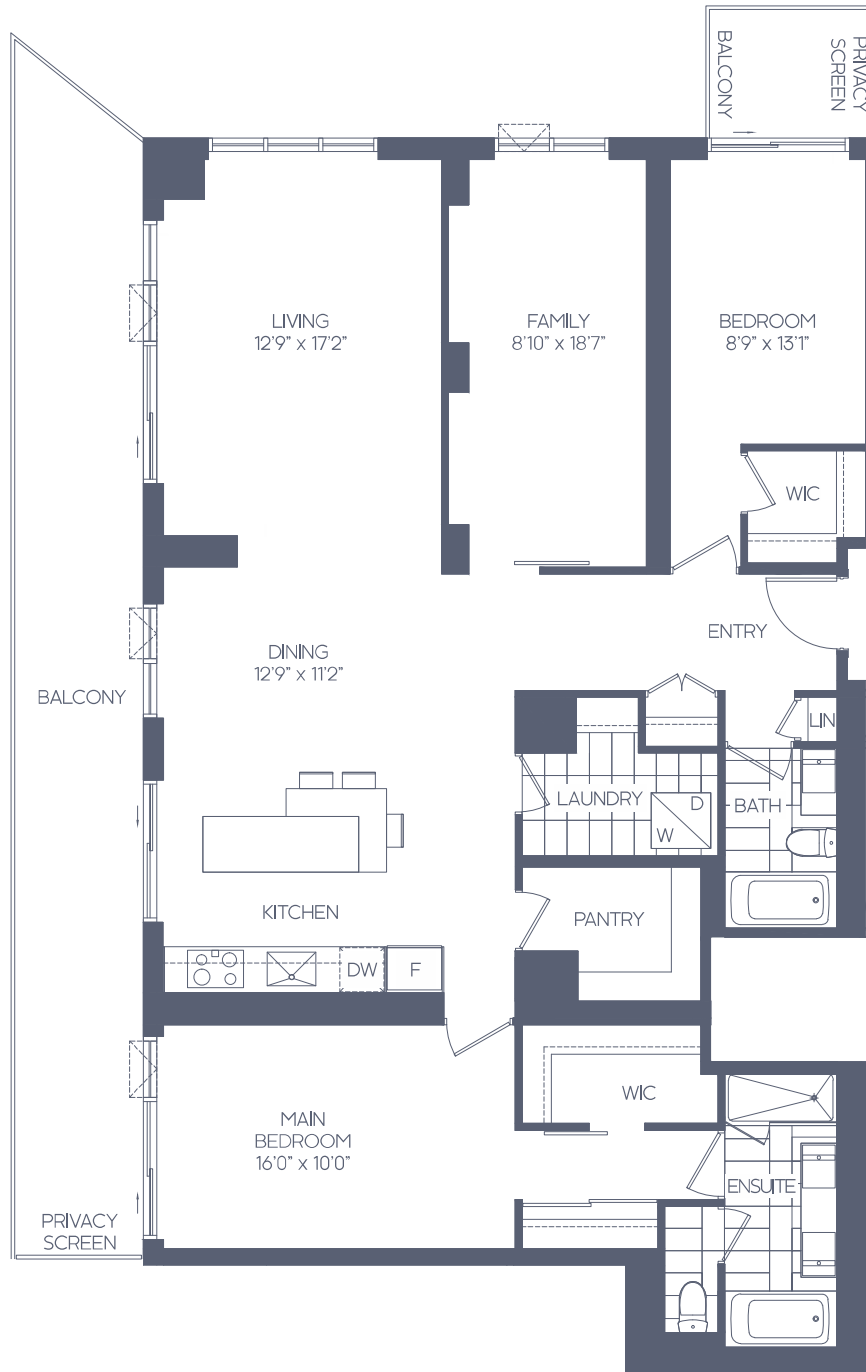 BALCONY
PRIVACY
SCREEN
LIVING
12'9" x 17'2"
FAMILY
8'10" x 18'7"
BEDROOM
8'9" x 13'1"
WIC
ENTRY
DINING
12'9" x 11'2"
BALCONY
LIN
LAUNDRY
D
W
BATH
KITCHEN
PANTRY
DW
F
WIC
MAIN
BEDROOM
16'0" x 10'0"
ENSUITE
PRIVACY
SCREEN